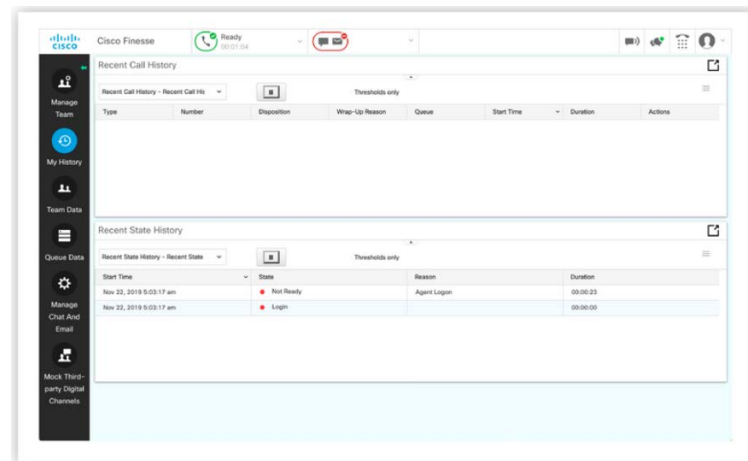 CISCO
Cisco Finesse
Ready
00:01:04
Manage
Team
My History
Team Data
Queue Data
Manage
Chat And
Email
Mock Third-
party Digital
Channels
Recent Call History
Recent Call History - Recent Call Hic
Thresholds only
Type Number Disposition Wrap-Up Reason Queue Start Time Duration Actions
Recent State History
Recent State History - Recent State
Thresholds only
Start Time State Reason Duration
Nov 22, 2019 5:03:17 am Not Ready Agent Logon 00:00:23
Nov 22, 2019 5:03:17 am Login - 00:00:00